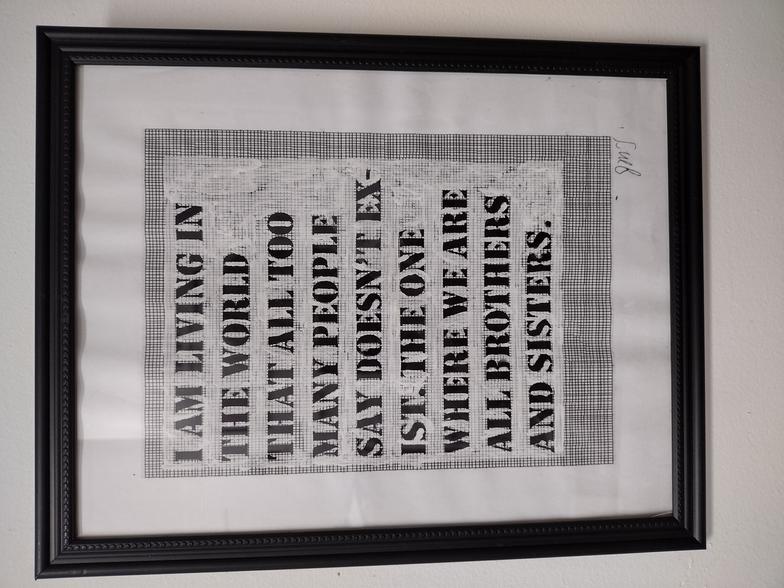 I AM LIVING IN
THE WORLD
THAT ALL TOO
MANY PEOPLE
SAY DOESN'T EX-
IST. THE ONE
WHERE WE ARE
ALL BROTHERS
AND SISTERS.